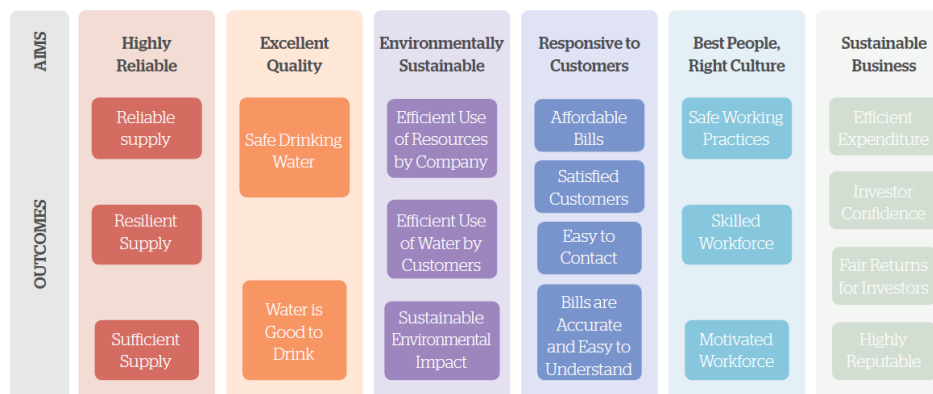 AIMS
Highly
Reliable
Excellent
Quality
Environmentally
Sustainable
Responsive to
Customers
Best People,
Right Culture
Sustainable
Business
OUTCOMES
Reliable
supply
Resilient
Supply
Sufficient
Supply
Safe Drinking
Water
Water is
Good to
Drink
Efficient Use
of Resources
by Company
Efficient Use
of Water by
Customers
Sustainable
Environmental
Impact
Affordable
Bills
Satisfied
Customers
Easy to
Contact
Bills are
Accurate
and Easy to
Understand
Safe Working
Practices
Skilled
Workforce
Motivated
Workforce
Efficient
Expenditure
Investor
Confidence
Fair Returns
for Investors
Highly
Reputable